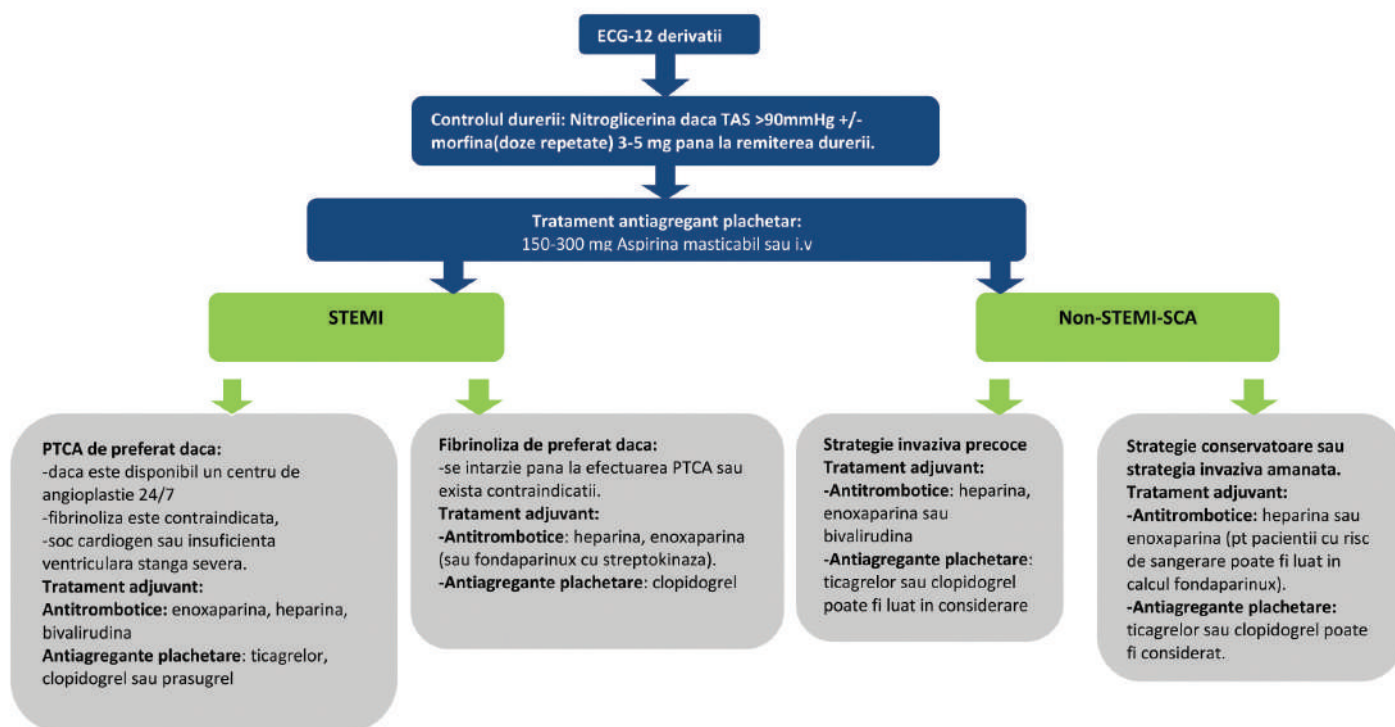 ECG-12 derivatii
Controlul durerii: Nitroglicerina daca TAS >90mmHg +/-
morfina(doze repetate) 3-5 mg pana la remiterea durerii.
Tratament antiagregant plachetar:
150-300 mg Aspirina masticabil sau i.v
STEMI
Non-STEMI-SCA
PTCA de preferat daca:
-daca este disponibil un centru de
angioplastie 24/7
-fibrinoliza este contraindicata,
-soc cardiogen sau insuficienta
ventriculara stanga severa.
Tratament adjuvant:
Antitrombotice: enoxaparina, heparina,
bivalirudina
Antiagregante plachetare: ticagrelor,
clopidogrel sau prasugrel
Fibrinoliza de preferat daca:
-se intarzie pana la efectuarea PTCA sau
exista contraindicatii.
Tratament adjuvant:
-Antitrombotice: heparina, enoxaparina
(sau fondaparinux cu streptokinaza).
-Antiagregante plachetare: clopidogrel
Strategie invaziva precoce
Tratament adjuvant:
-Antitrombotice: heparina,
enoxaparina sau
bivalirudina
-Antiagregante plachetare:
ticagrelor sau clopidogrel
poate fi luat in considerare
Strategie conservatoare sau
strategia invaziva amanata.
Tratament adjuvant:
-Antitrombotice: heparina sau
enoxaparina (pt pacientii cu risc
de sangerare poate fi luat in
calcul fondaparinux).
-Antiagregante plachetare:
ticagrelor sau clopidogrel poate
fi considerat.